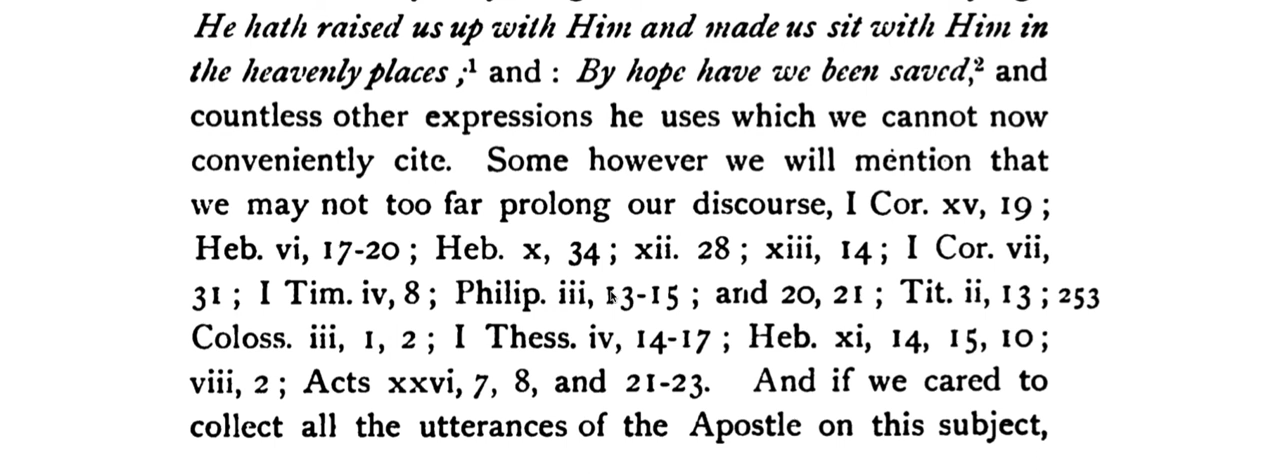 He hath raised us up with Him and made us sit with Him in
the heavenly places ;¹ and : By hope have we been saved,² and
countless other expressions he uses which we cannot now
conveniently cite. Some however we will mention that
we may not too far prolong our discourse, I Cor. xv, 19 ;
Heb. vi, 17-20 ; Heb. x, 34 ; xii. 28 ; xiii, 14 ; I Cor. vii,
31 ; I Tim. iv, 8 ; Philip. iii, 13-15 ; and 20, 21 ; Tit. ii, 13 ; 253
Coloss. iii, 1, 2 ; I Thess. iv, 14-17 ; Heb. xi, 14, 15, 10 ;
viii, 2 ; Acts xxvi, 7, 8, and 21-23. And if we cared to
collect all the utterances of the Apostle on this subject,